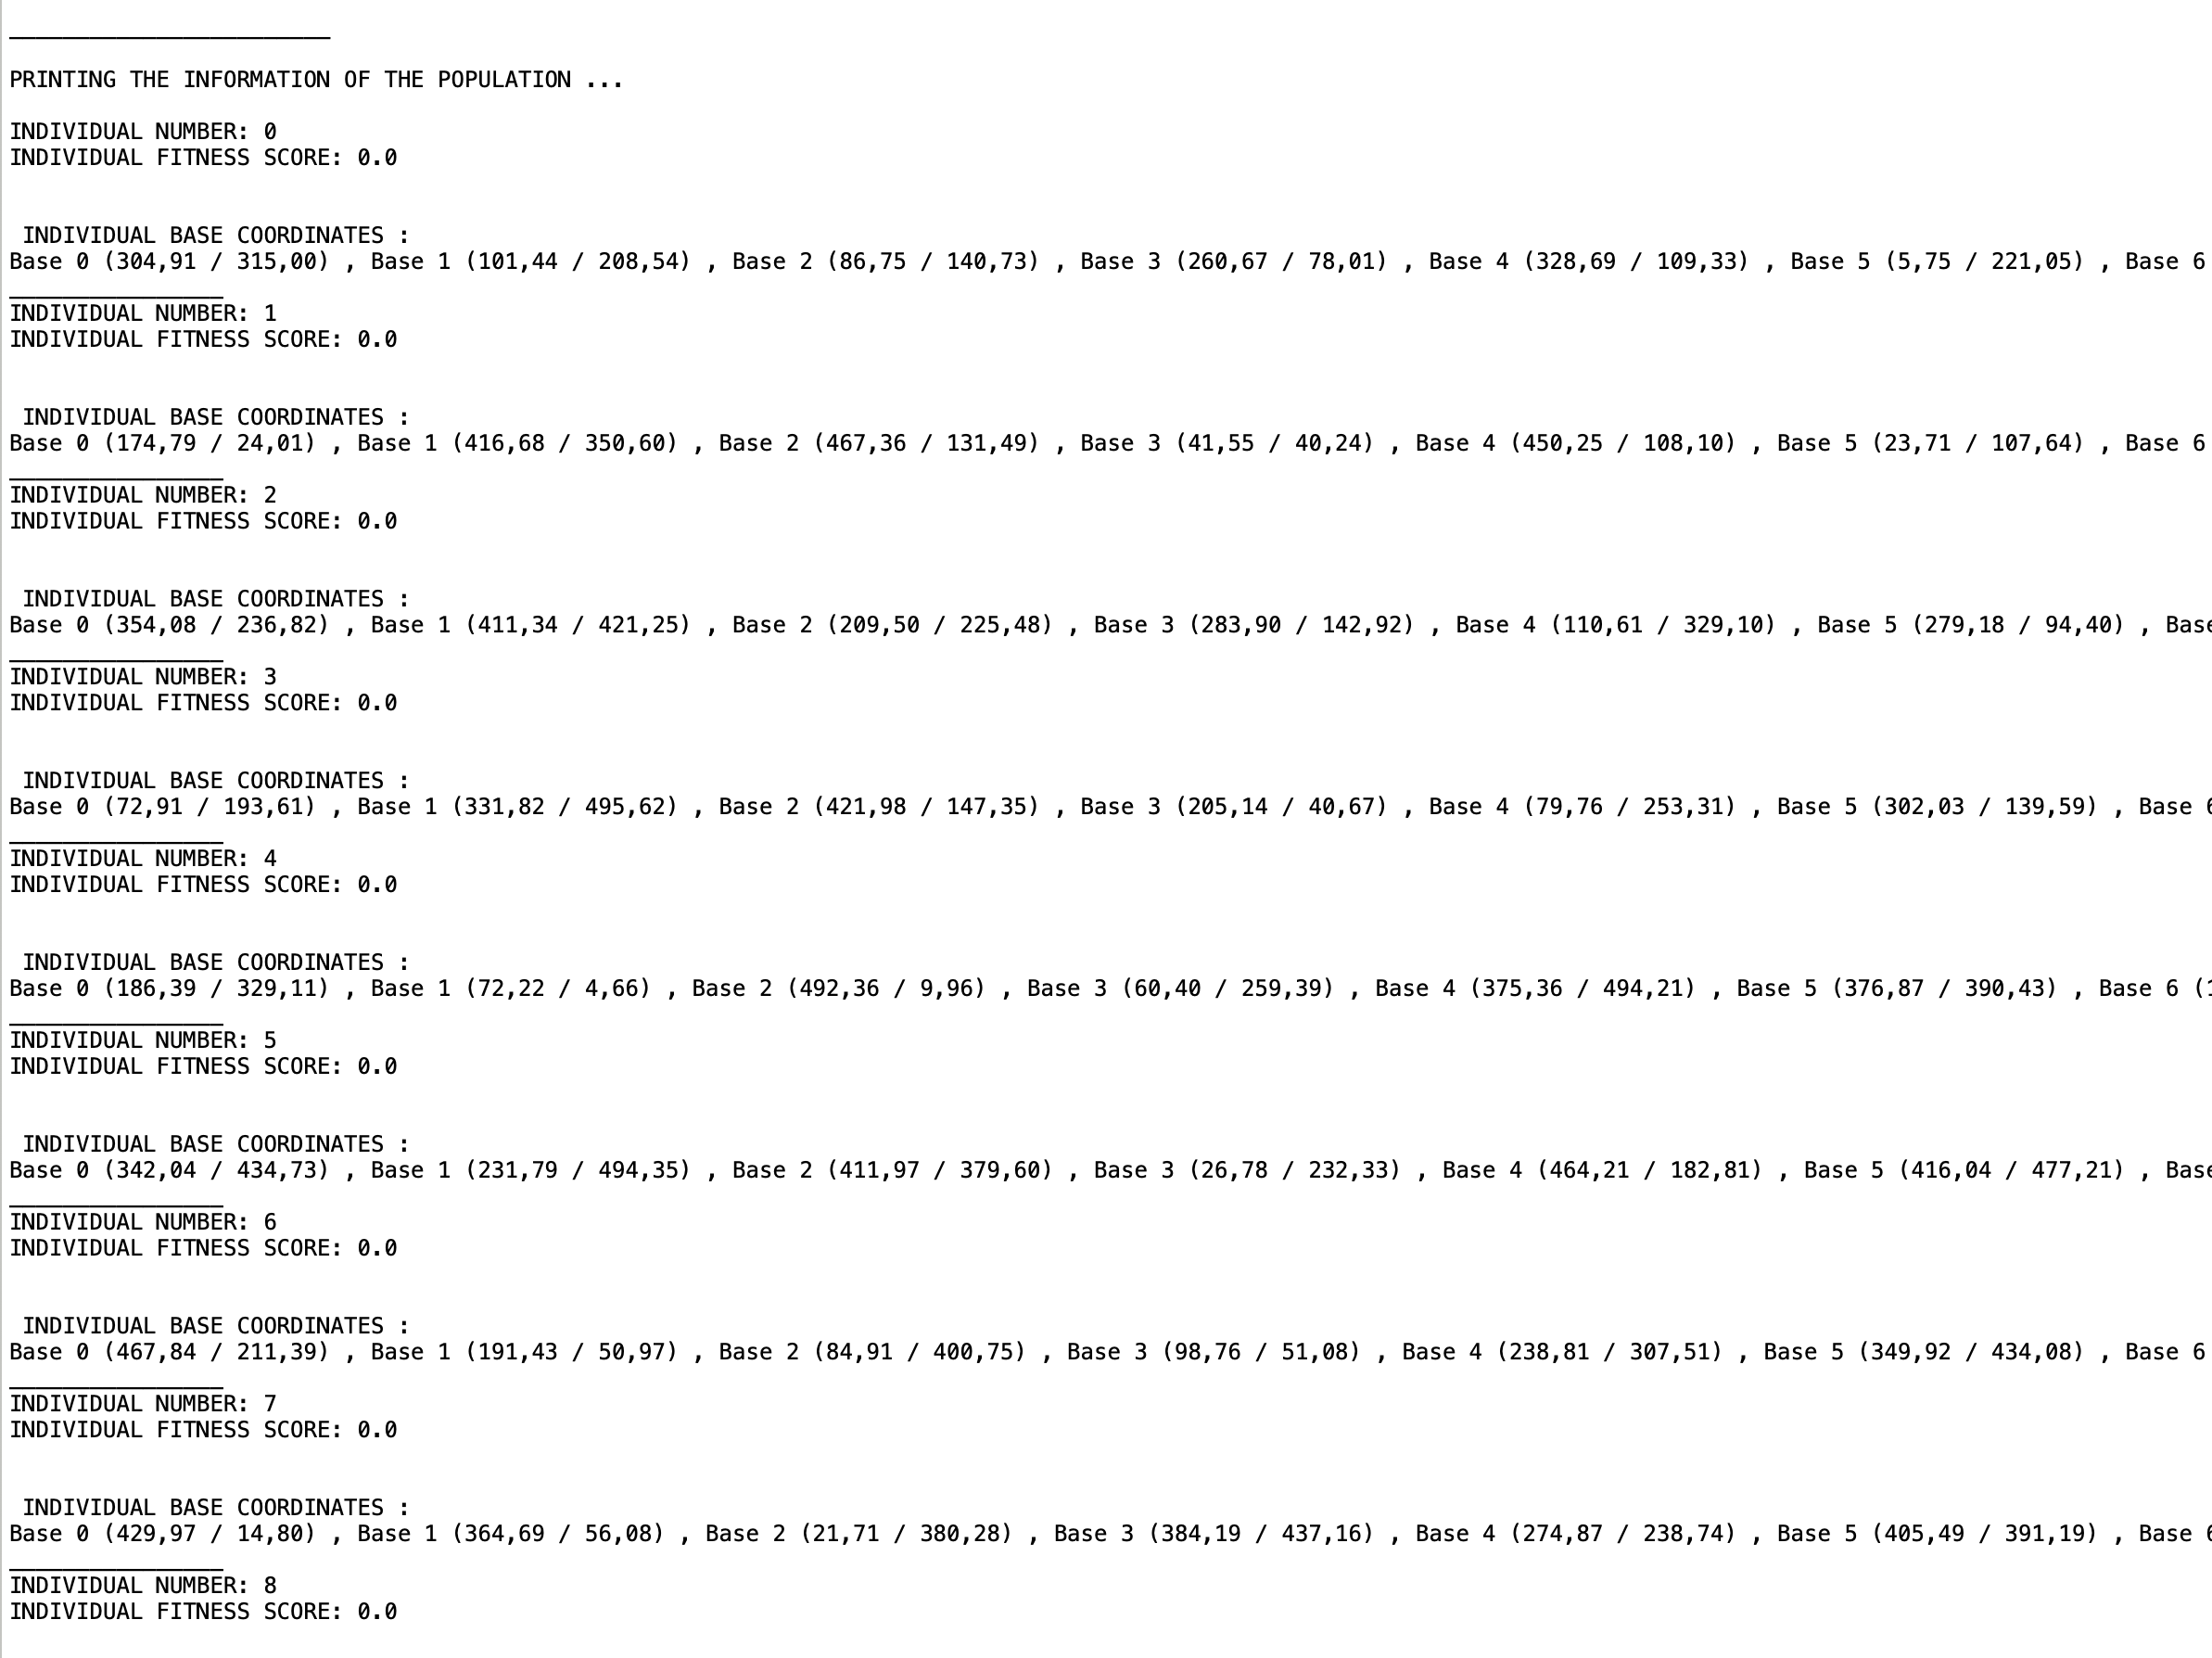 ________________________
PRINTING THE INFORMATION OF THE POPULATION ...
INDIVIDUAL NUMBER: 0
INDIVIDUAL FITNESS SCORE: 0.0
INDIVIDUAL BASE COORDINATES :
Base 0 (304,91 / 315,00) , Base 1 (101,44 / 208,54) , Base 2 (86,75 / 140,73) , Base 3 (260,67 / 78,01) , Base 4 (328,69 / 109,33) , Base 5 (5,75 / 221,05) , Base 6
________________
INDIVIDUAL NUMBER: 1
INDIVIDUAL FITNESS SCORE: 0.0
INDIVIDUAL BASE COORDINATES :
Base 0 (174,79 / 24,01) , Base 1 (416,68 / 350,60) , Base 2 (467,36 / 131,49) , Base 3 (41,55 / 40,24) , Base 4 (450,25 / 108,10) , Base 5 (23,71 / 107,64) , Base 6
________________
INDIVIDUAL NUMBER: 2
INDIVIDUAL FITNESS SCORE: 0.0
INDIVIDUAL BASE COORDINATES :
Base 0 (354,08 / 236,82) , Base 1 (411,34 / 421,25) , Base 2 (209,50 / 225,48) , Base 3 (283,90 / 142,92) , Base 4 (110,61 / 329,10) , Base 5 (279,18 / 94,40) , Base
________________
INDIVIDUAL NUMBER: 3
INDIVIDUAL FITNESS SCORE: 0.0
INDIVIDUAL BASE COORDINATES :
Base 0 (72,91 / 193,61) , Base 1 (331,82 / 495,62) , Base 2 (421,98 / 147,35) , Base 3 (205,14 / 40,67) , Base 4 (79,76 / 253,31) , Base 5 (302,03 / 139,59) , Base 6
________________
INDIVIDUAL NUMBER: 4
INDIVIDUAL FITNESS SCORE: 0.0
INDIVIDUAL BASE COORDINATES :
Base 0 (186,39 / 329,11) , Base 1 (72,22 / 4,66) , Base 2 (492,36 / 9,96) , Base 3 (60,40 / 259,39) , Base 4 (375,36 / 494,21) , Base 5 (376,87 / 390,43) , Base 6 (1
________________
INDIVIDUAL NUMBER: 5
INDIVIDUAL FITNESS SCORE: 0.0
INDIVIDUAL BASE COORDINATES :
Base 0 (342,04 / 434,73) , Base 1 (231,79 / 494,35) , Base 2 (411,97 / 379,60) , Base 3 (26,78 / 232,33) , Base 4 (464,21 / 182,81) , Base 5 (416,04 / 477,21) , Base
________________
INDIVIDUAL NUMBER: 6
INDIVIDUAL FITNESS SCORE: 0.0
INDIVIDUAL BASE COORDINATES :
Base 0 (467,84 / 211,39) , Base 1 (191,43 / 50,97) , Base 2 (84,91 / 400,75) , Base 3 (98,76 / 51,08) , Base 4 (238,81 / 307,51) , Base 5 (349,92 / 434,08) , Base 6
________________
INDIVIDUAL NUMBER: 7
INDIVIDUAL FITNESS SCORE: 0.0
INDIVIDUAL BASE COORDINATES :
Base 0 (429,97 / 14,80) , Base 1 (364,69 / 56,08) , Base 2 (21,71 / 380,28) , Base 3 (384,19 / 437,16) , Base 4 (274,87 / 238,74) , Base 5 (405,49 / 391,19) , Base 6
________________
INDIVIDUAL NUMBER: 8
INDIVIDUAL FITNESS SCORE: 0.0